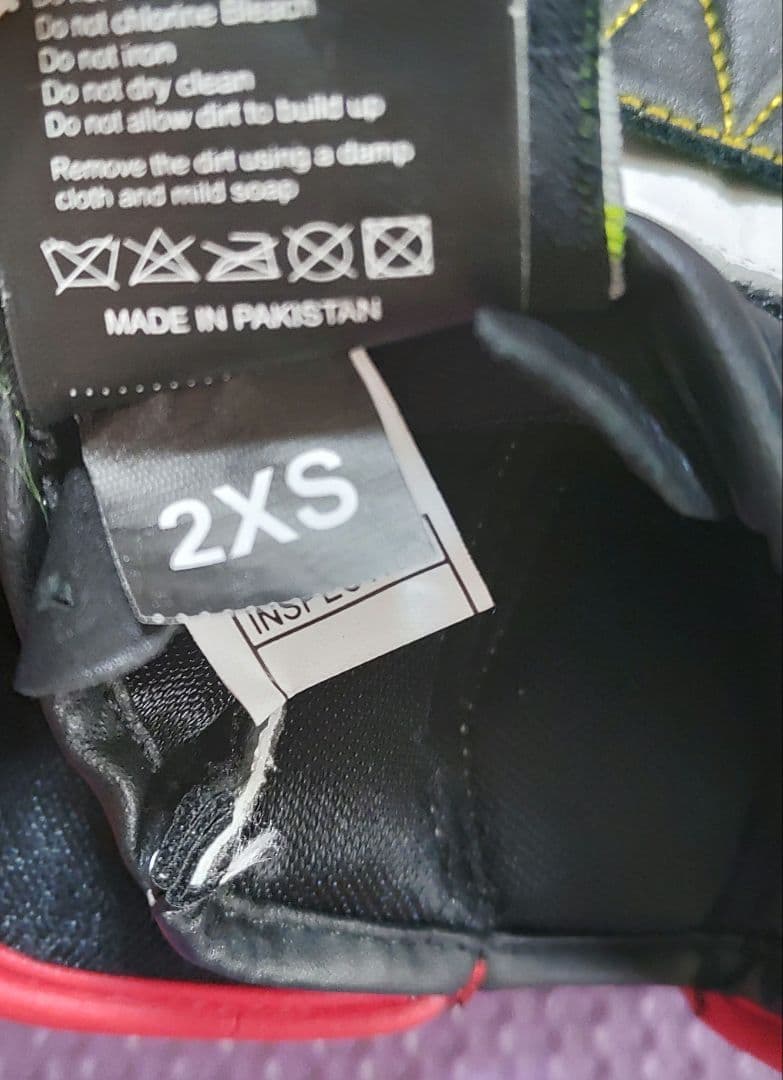 Do not chlorine Bleach
Do not iron
Do not dry clean
Do not allow dirt to build up
Remove the dirt using a damp
cloth and mild soap
MADE IN PAKISTAN
2XS